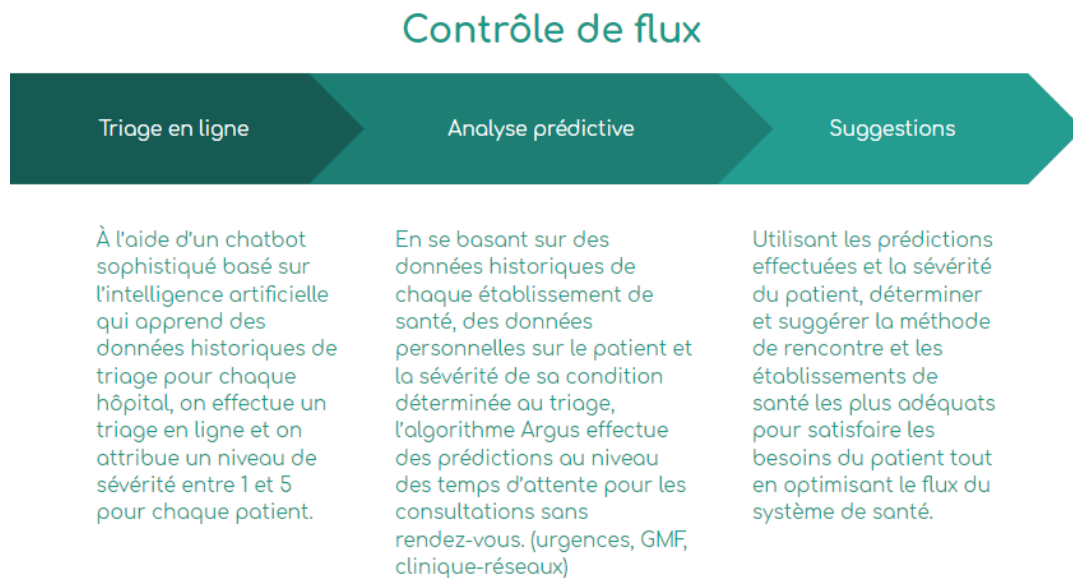 Contrôle de flux
Triage en ligne
Analyse prédictive
Suggestions
À l'aide d'un chatbot
sophistiqué basé sur
l'intelligence artificielle
qui apprend des
données historiques de
triage pour chaque
hôpital, on effectue un
triage en ligne et on
attribue un niveau de
sévérité entre 1 et 5
pour chaque patient.
En se basant sur des
données historiques de
chaque établissement de
santé, des données
personnelles sur le patient et
la sévérité de sa condition
déterminée au triage,
l'algorithme Argus effectue
des prédictions au niveau
des temps d'attente pour les
consultations sans
rendez-vous. (urgences, GMF,
clinique-réseaux)
Utilisant les prédictions
effectuées et la sévérité
du patient, déterminer
et suggérer la méthode
de rencontre et les
établissements de
santé les plus adéquats
pour satisfaire les
besoins du patient tout
en optimisant le flux du
système de santé.